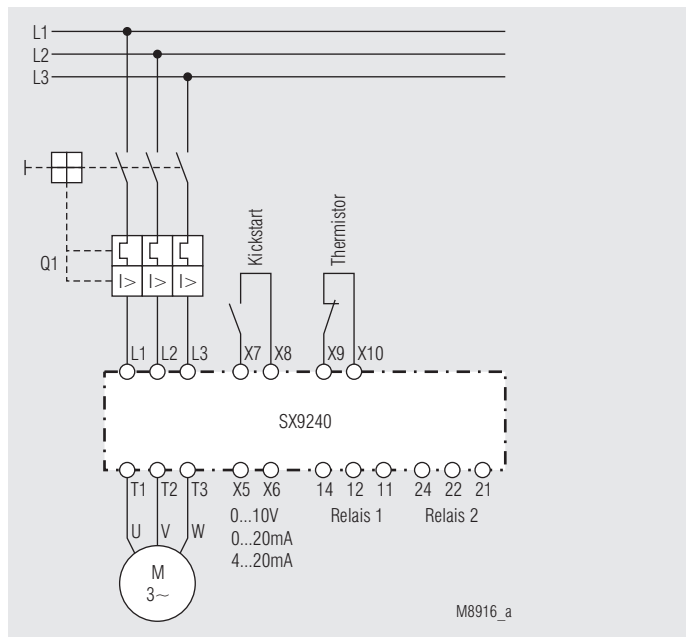 L1
L2
L3
Kickstart
Thermistor
Q1
I> I> I>
L1 L2 L3 X7 X8 X9 X10
SX9240
T1 T2 T3 X5 X6 14 12 11 24 22 21
0...10V Relais 1 Relais 2
U V W
0...20mA
4...20mA
M
3~
M8916_a